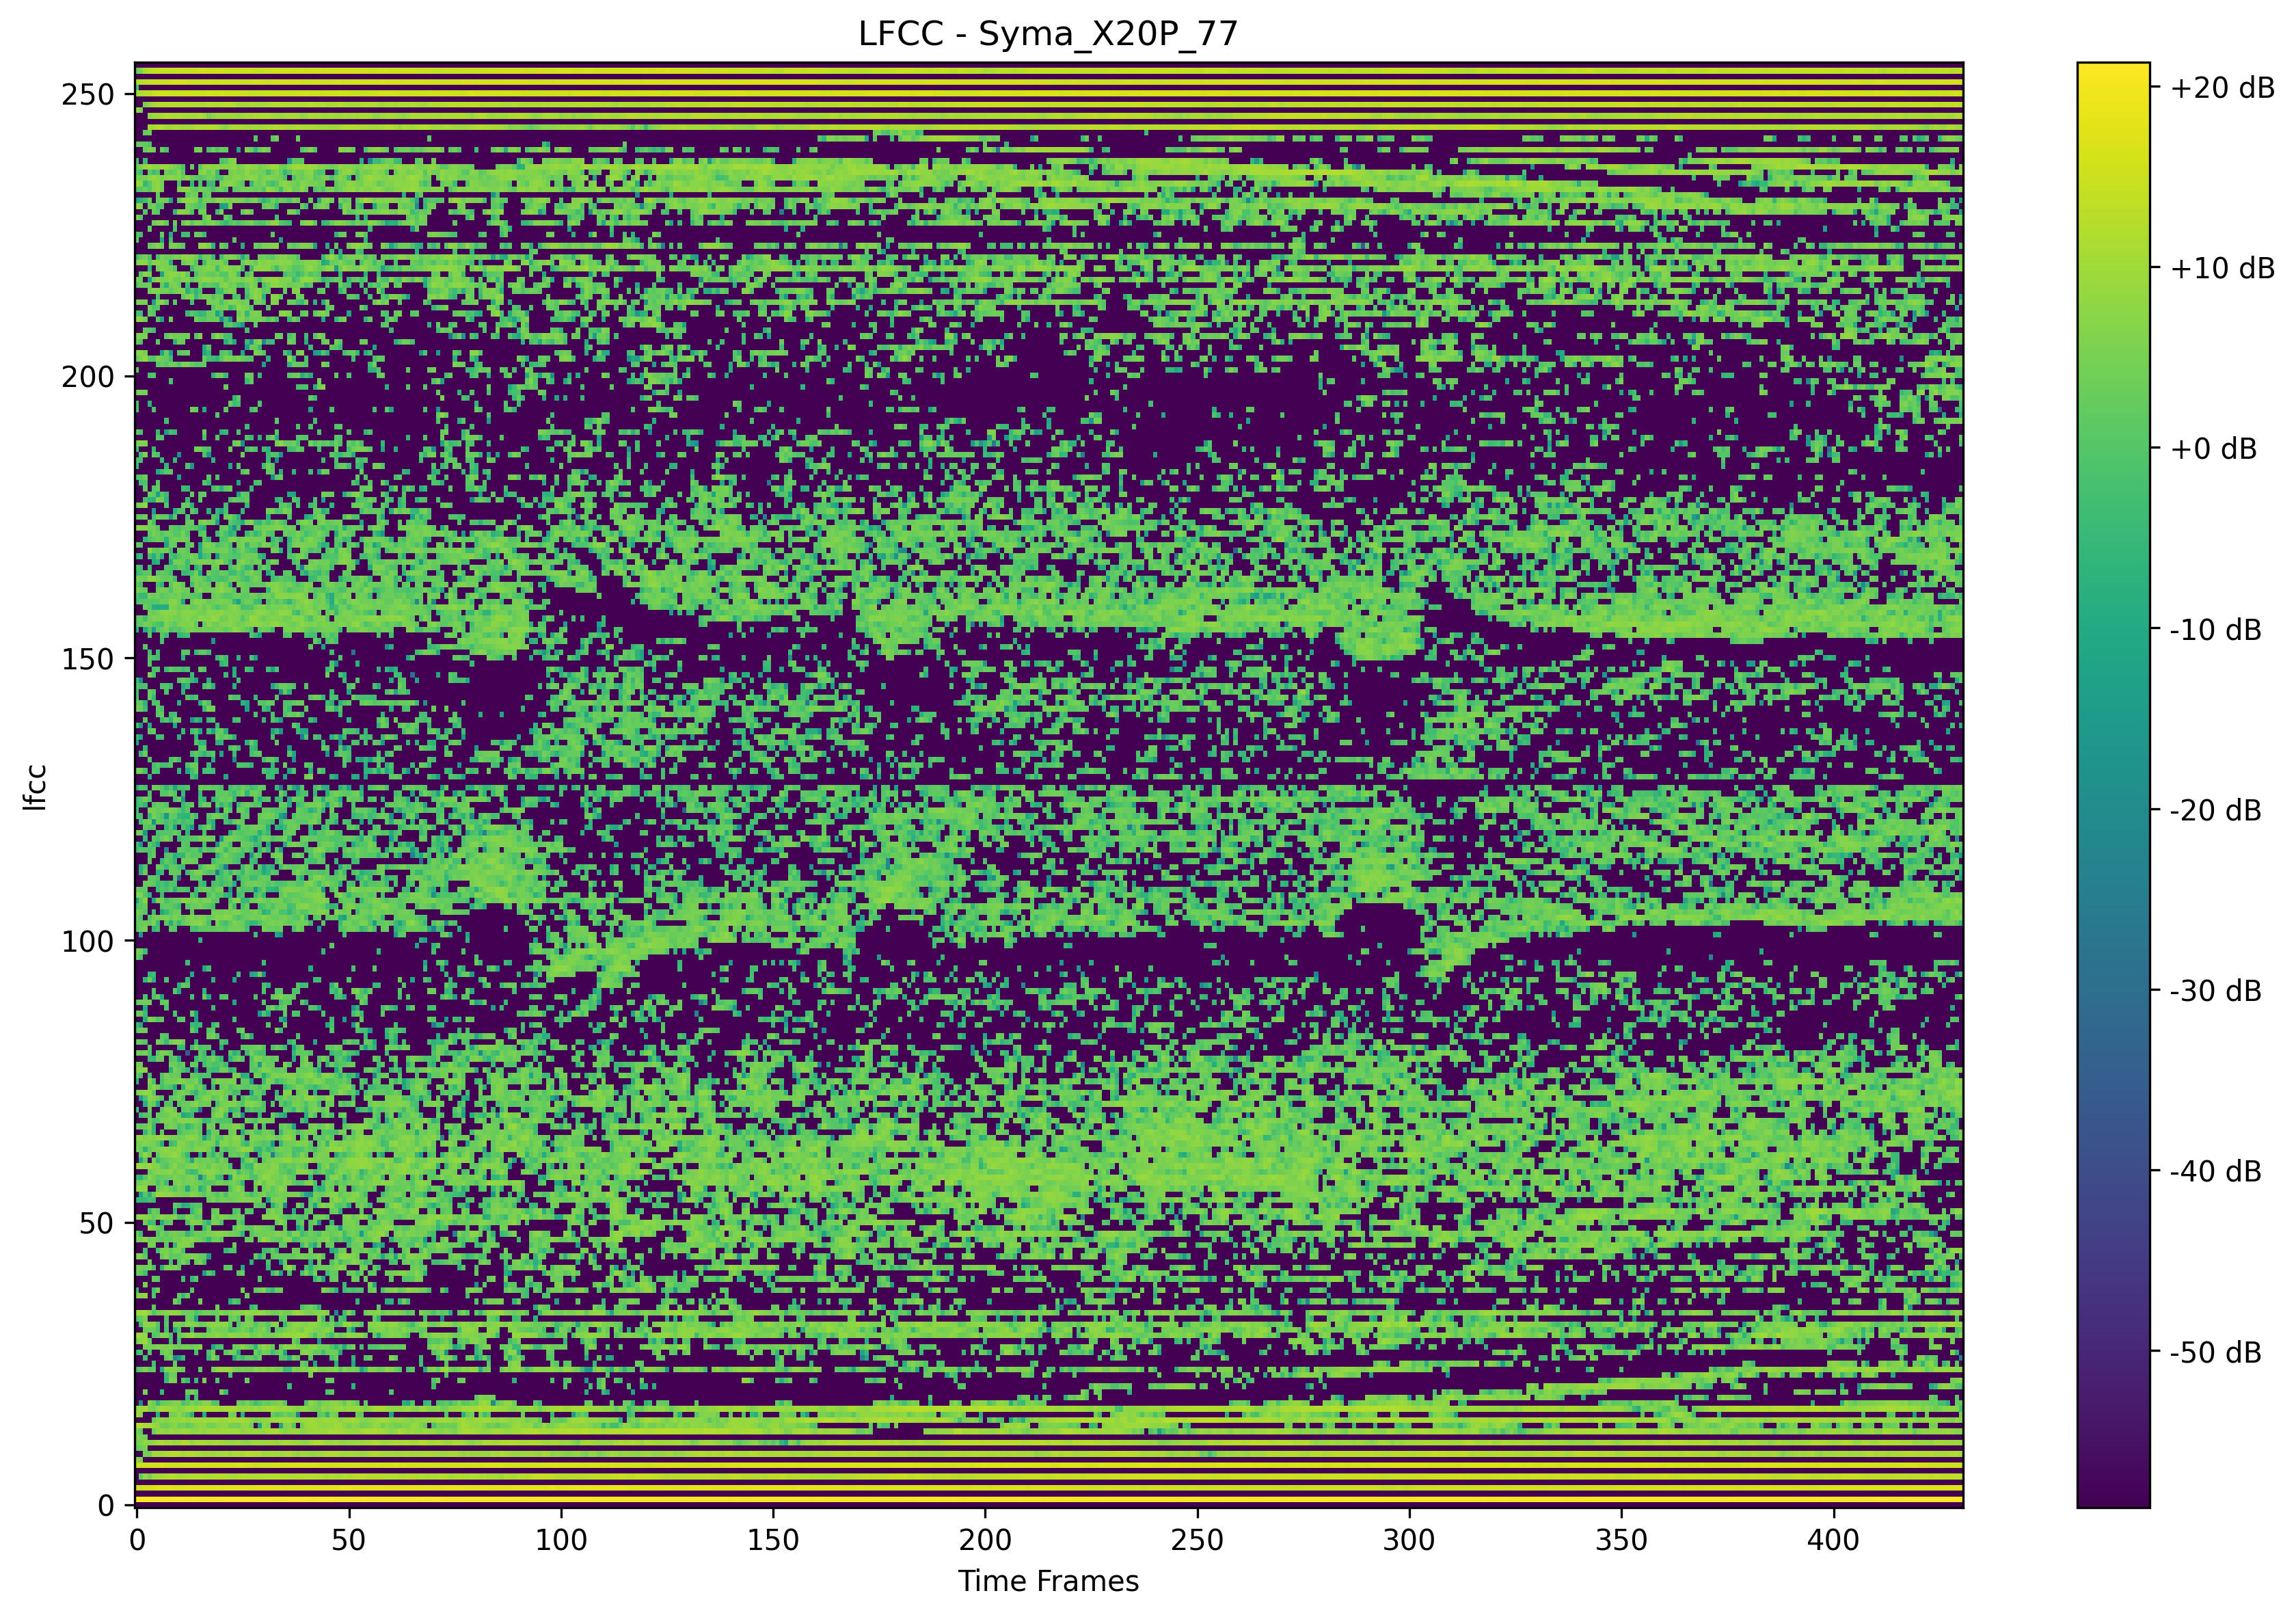 LFCC - Syma_X20P_77
250
200
150
100
50
0
lfcc
0 50 100 150 200 250 300 350 400
Time Frames
+20 dB
+10 dB
+0 dB
-10 dB
-20 dB
-30 dB
-40 dB
-50 dB